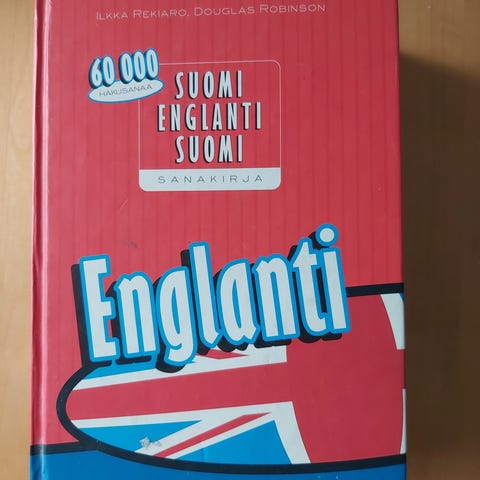 ILKKA REKIARO, DOUGLAS ROBINSON
60 000
HAKUSANAA
SUOMI
ENGLANTI
SUOMI
SANAKIRJA
Englanti